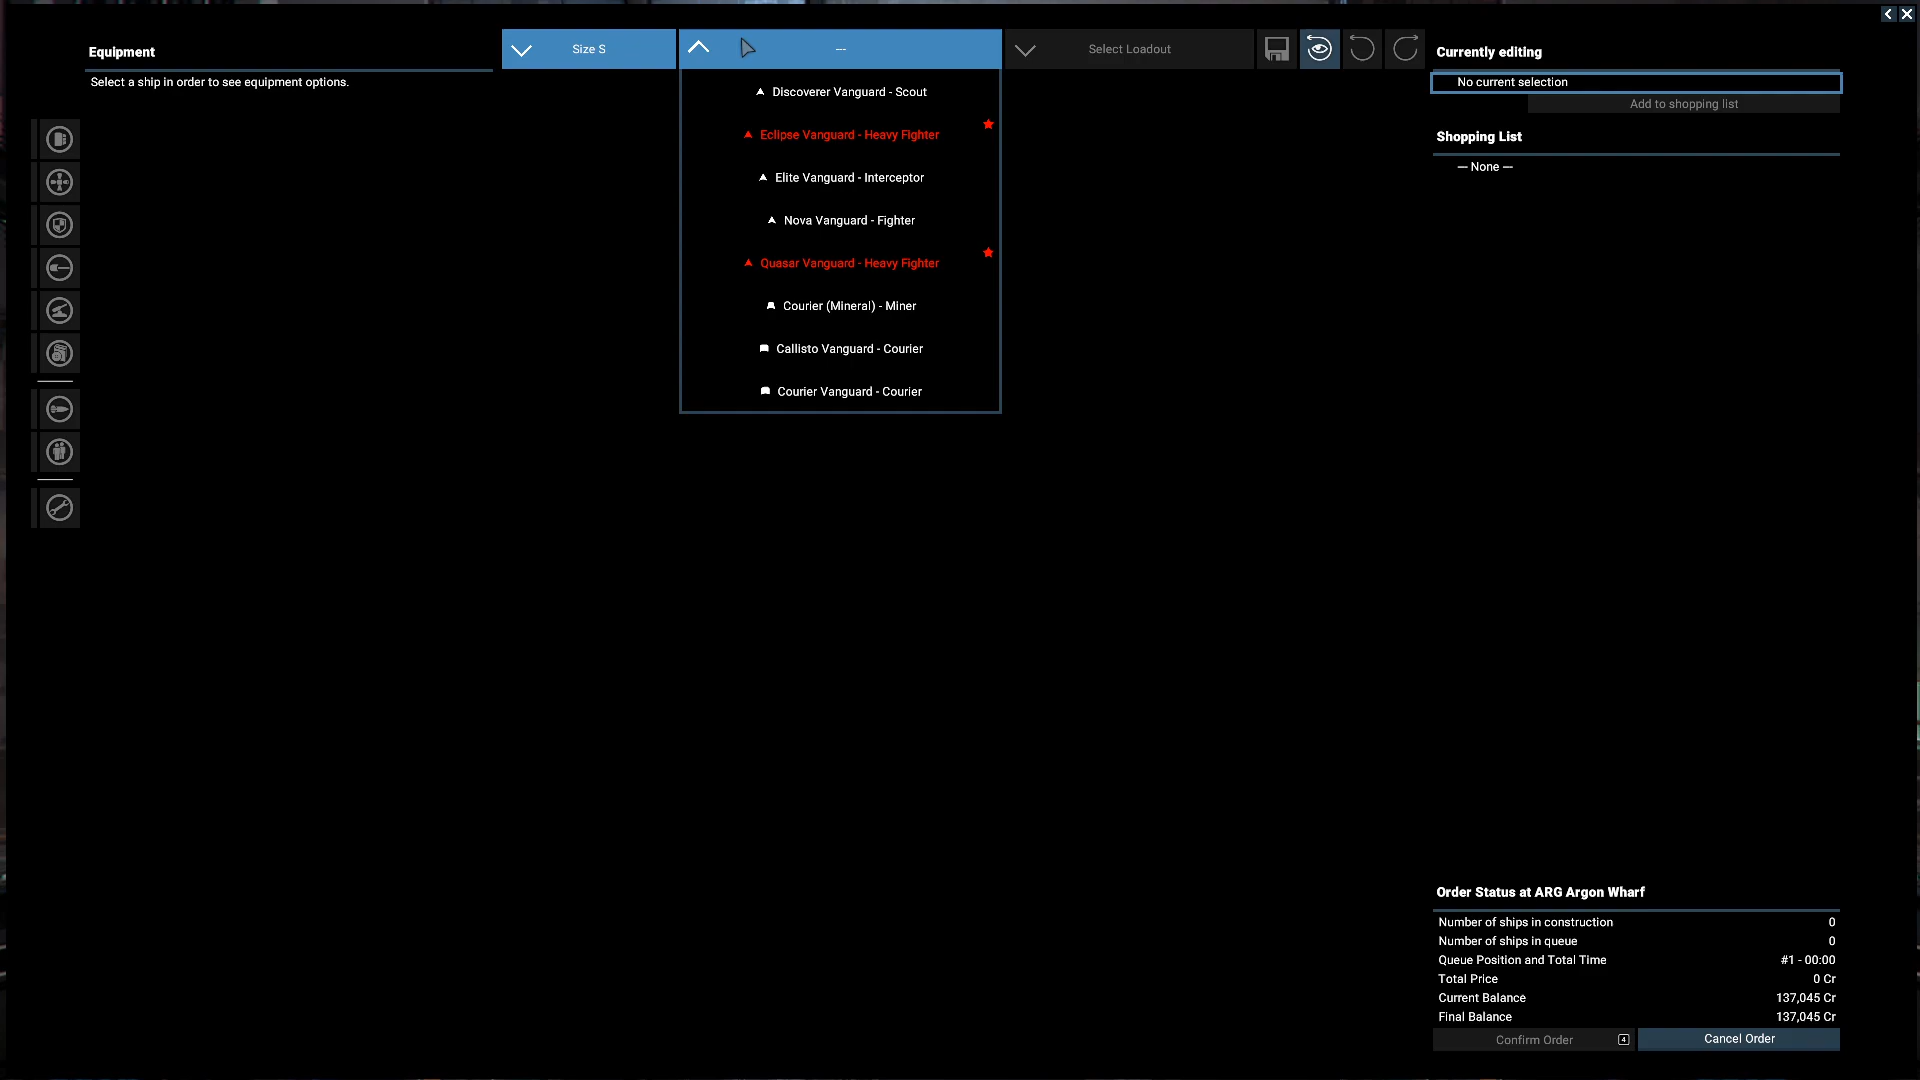 Equipment
Select a ship in order to see equipment options.
Size S
---
Discoverer Vanguard - Scout
Eclipse Vanguard - Heavy Fighter
Elite Vanguard - Interceptor
Nova Vanguard - Fighter
Quasar Vanguard - Heavy Fighter
Courier (Mineral) - Miner
Callisto Vanguard - Courier
Courier Vanguard - Courier
Select Loadout
Currently editing
No current selection
Add to shopping list
Shopping List
— None —
Order Status at ARG Argon Wharf
Number of ships in construction 0
Number of ships in queue 0
Queue Position and Total Time #1 - 00:00
Total Price 0 Cr
Current Balance 137,045 Cr
Final Balance 137,045 Cr
Confirm Order 4
Cancel Order